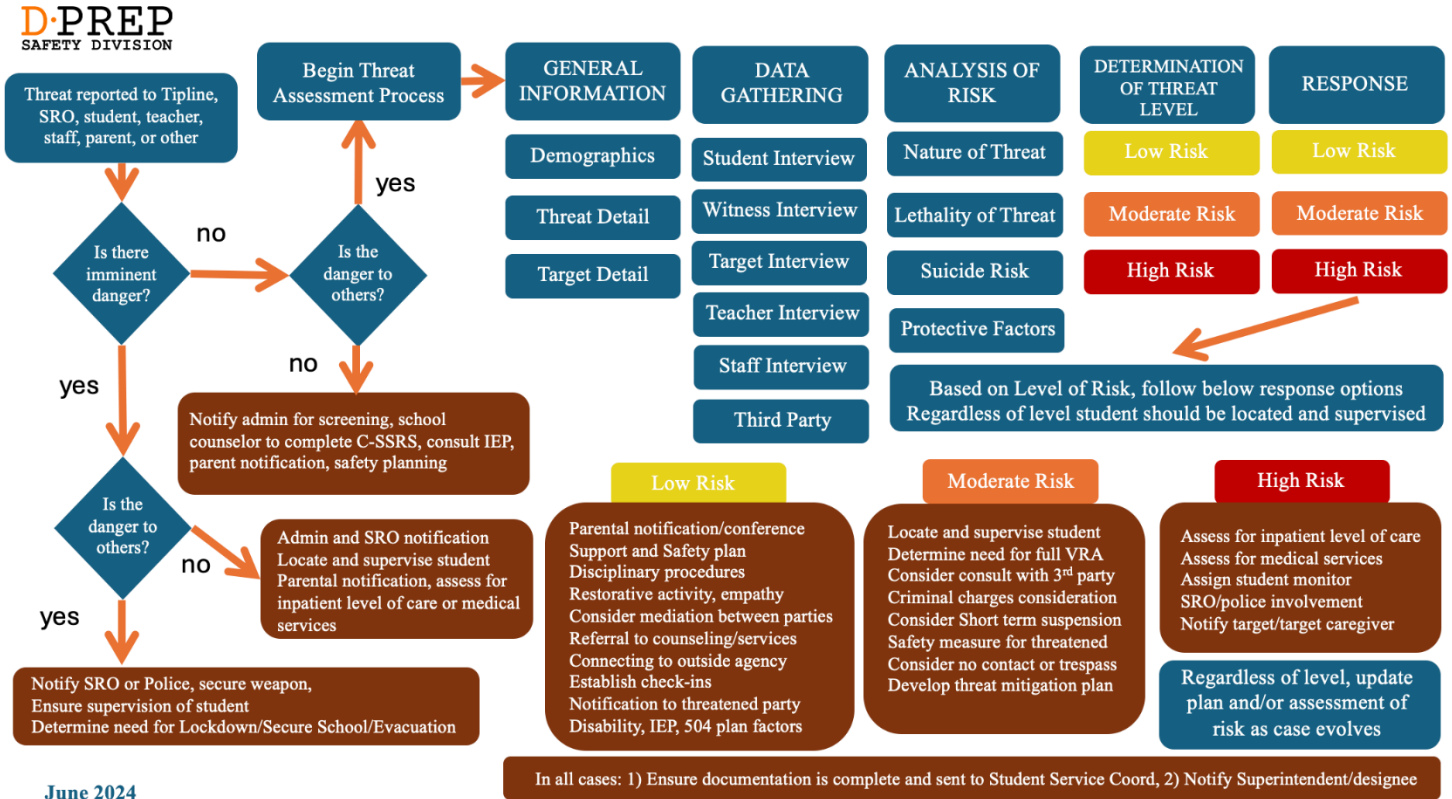 D·PREP
SAFETY DIVISION
Threat reported to Tipline,
SRO, student, teacher,
staff, parent, or other
Begin Threat
Assessment Process
yes
Is there
imminent
danger?
no
Is the
danger to
others?
no
Notify admin for screening, school
counselor to complete C-SSRS, consult IEP,
parent notification, safety planning
yes
Is the
danger to
others?
no
Admin and SRO notification
Locate and supervise student
Parental notification, assess for
inpatient level of care or medical
services
yes
Notify SRO or Police, secure weapon,
Ensure supervision of student
Determine need for Lockdown/Secure School/Evacuation
GENERAL
INFORMATION
Demographics
Threat Detail
Target Detail
DATA
GATHERING
Student Interview
Witness Interview
Target Interview
Teacher Interview
Staff Interview
Third Party
ANALYSIS OF
RISK
Nature of Threat
Lethality of Threat
Suicide Risk
Protective Factors
DETERMINATION
OF THREAT
LEVEL
Low Risk
Moderate Risk
High Risk
RESPONSE
Low Risk
Moderate Risk
High Risk
Based on Level of Risk, follow below response options
Regardless of level student should be located and supervised
Low Risk
Parental notification/conference
Support and Safety plan
Disciplinary procedures
Restorative activity, empathy
Consider mediation between parties
Referral to counseling/services
Connecting to outside agency
Establish check-ins
Notification to threatened party
Disability, IEP, 504 plan factors
Moderate Risk
Locate and supervise student
Determine need for full VRA
Consider consult with 3rd party
Criminal charges consideration
Consider Short term suspension
Safety measure for threatened
Consider no contact or trespass
Develop threat mitigation plan
High Risk
Assess for inpatient level of care
Assess for medical services
Assign student monitor
SRO/police involvement
Notify target/target caregiver
Regardless of level, update
plan and/or assessment of
risk as case evolves
In all cases: 1) Ensure documentation is complete and sent to Student Service Coord, 2) Notify Superintendent/designee
June 2024